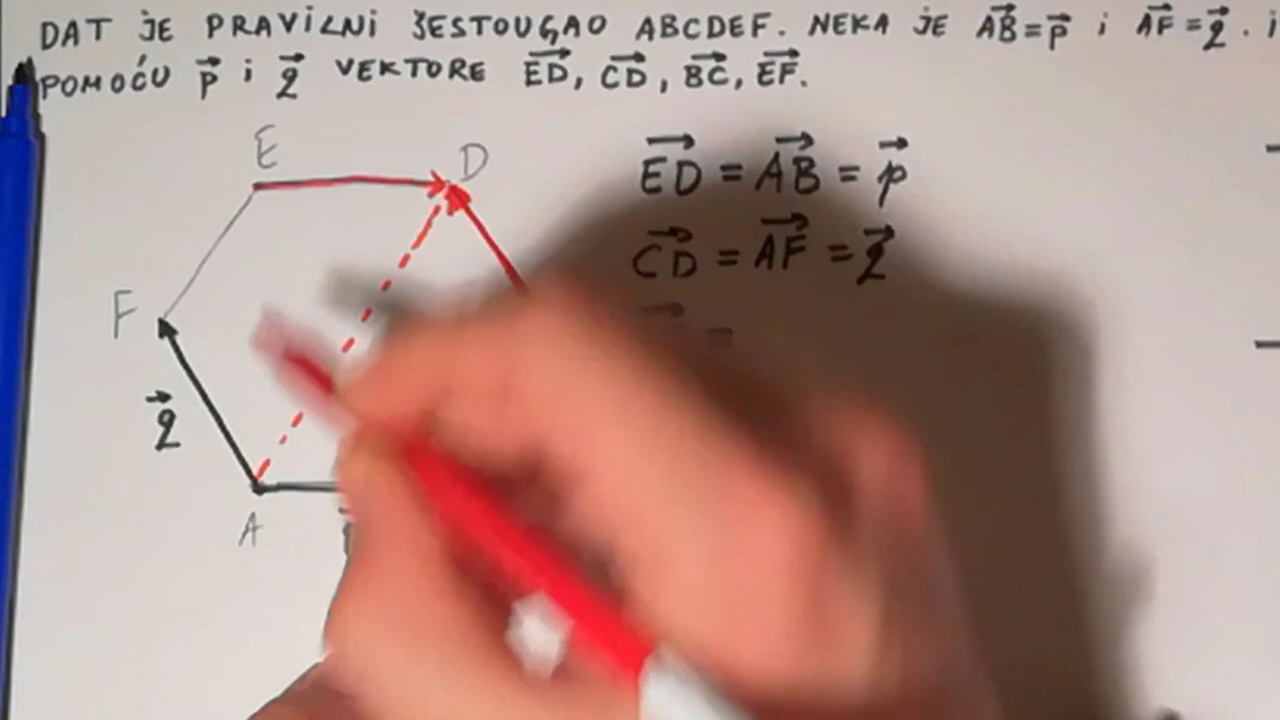 DAT JE PRAVILNI ŠESTOUGAO ABCDEF. NEKA JE AB⃗=p⃗ i AF⃗=q⃗. i
POMOĆU p⃗ i q⃗ VEKTORE ED⃗, CD⃗, BC⃗, EF⃗.
E
D
ED⃗ = AB⃗ = p⃗
CD⃗ = AF⃗ = q⃗
F
q⃗
A